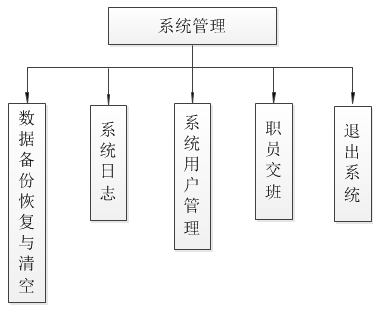 系统管理
数据备份恢复与清空
系统日志
系统用户管理
职员交班
退出系统